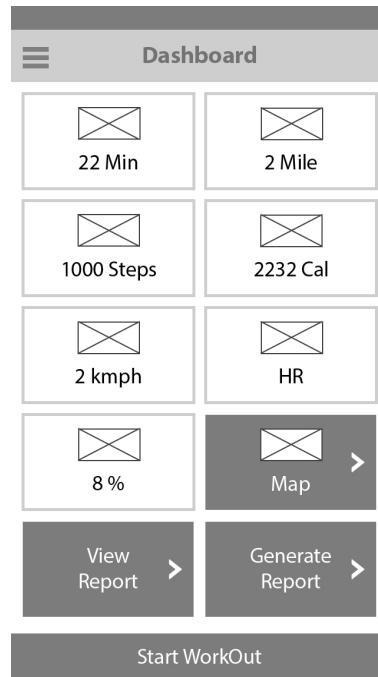 Dashboard
22 Min
2 Mile
1000 Steps
2232 Cal
2 kmph
HR
8 %
Map
View
Report
Generate
Report
Start WorkOut